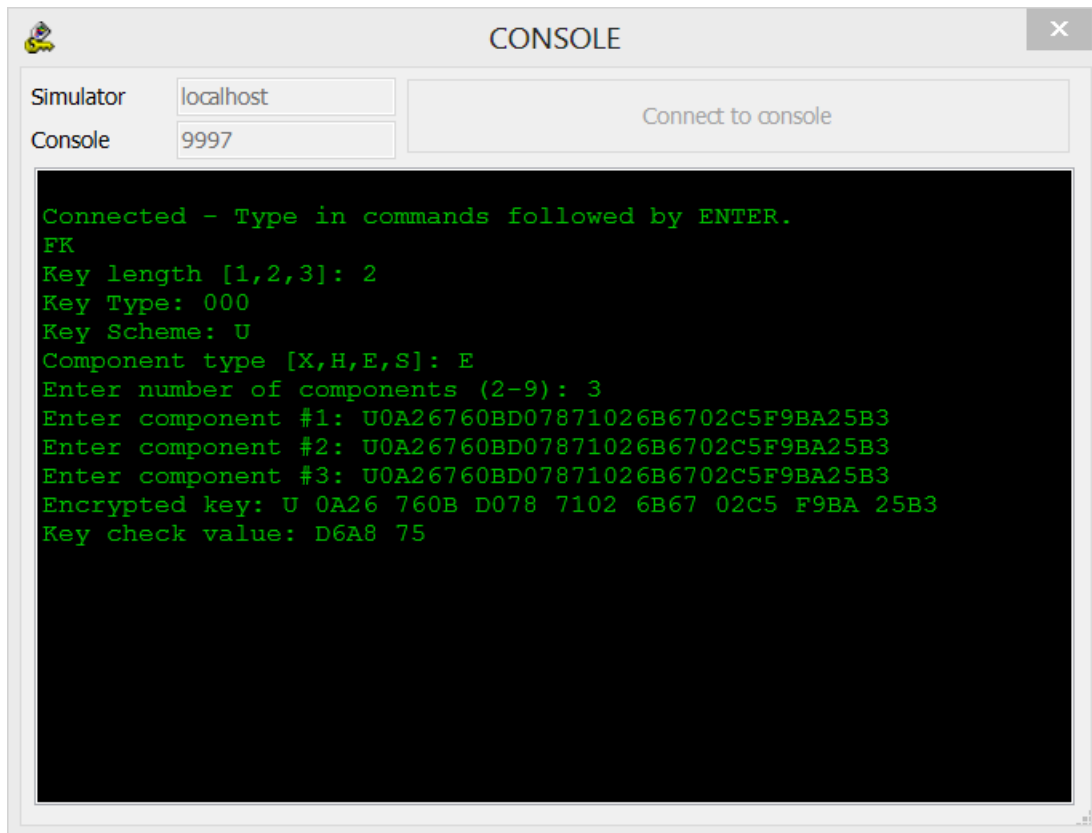 CONSOLE
Simulator
localhost
Connect to console
Console
9997
Connected - Type in commands followed by ENTER.
FK
Key length [1,2,3]: 2
Key Type: 000
Key Scheme: U
Component type [X,H,E,S]: E
Enter number of components (2-9): 3
Enter component #1: U0A26760BD07871026B6702C5F9BA25B3
Enter component #2: U0A26760BD07871026B6702C5F9BA25B3
Enter component #3: U0A26760BD07871026B6702C5F9BA25B3
Encrypted key: U 0A26 760B D078 7102 6B67 02C5 F9BA 25B3
Key check value: D6A8 75